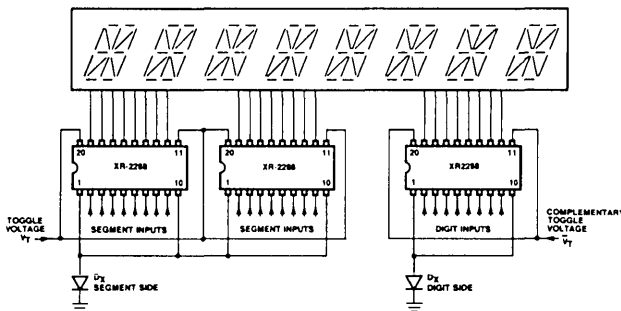 20 11 20 11 20 11
XR-2288 XR-2288 XR2288
1 10 1 10 1 10
TOGGLE
VOLTAGE
VT
SEGMENT INPUTS SEGMENT INPUTS DIGIT INPUTS
COMPLEMENTARY
TOGGLE
VOLTAGE
V̄T
DX
SEGMENT SIDE
DX
DIGIT SIDE